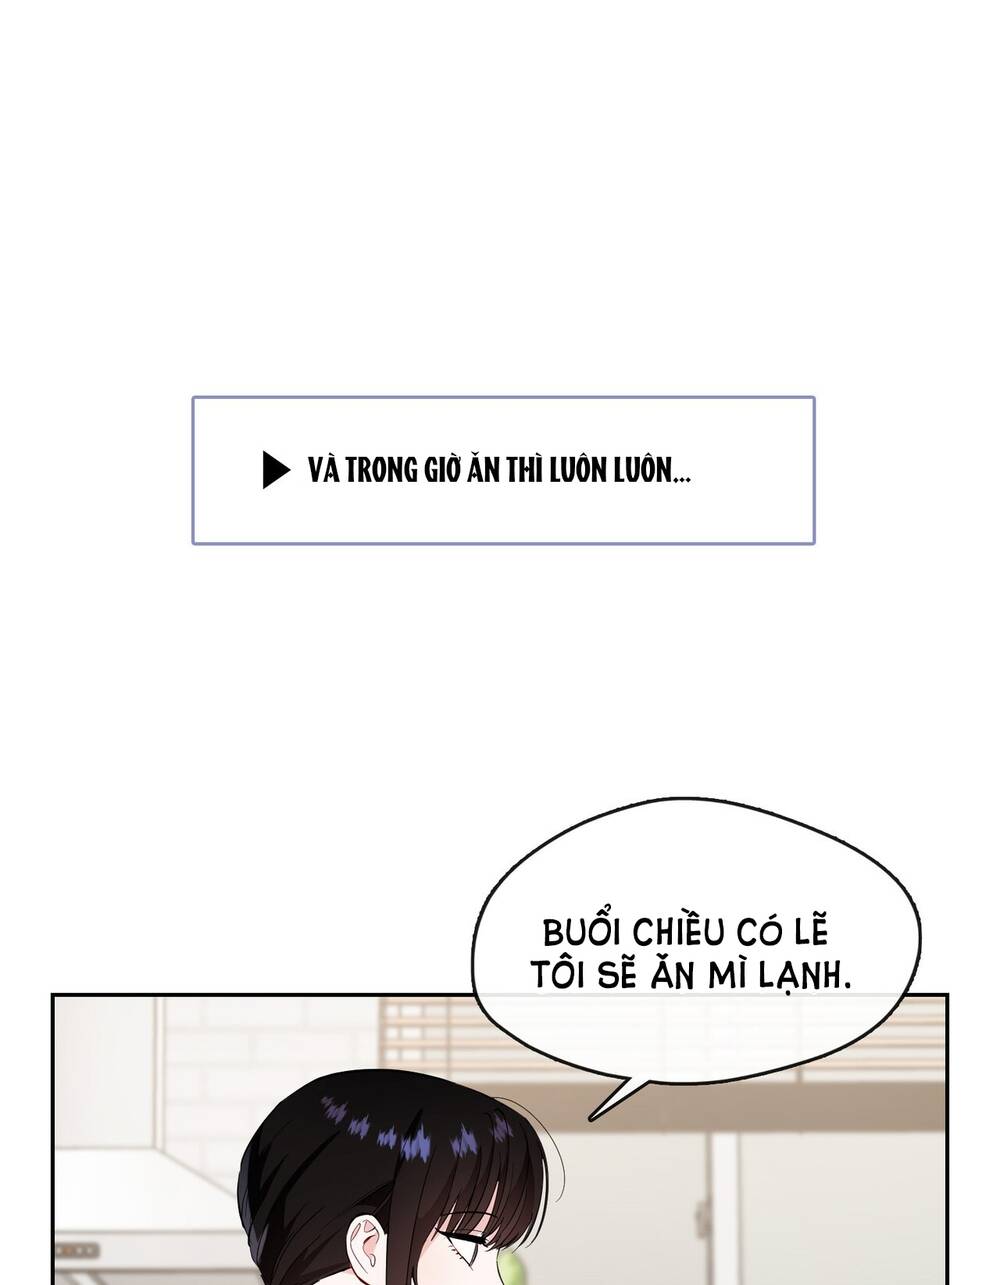 VÀ TRONG GIỜ ĂN THÌ LUÔN LUÔN...
BUỔI CHIỀU CÓ LẼ
TÔI SẼ ĂN MÌ LẠNH.